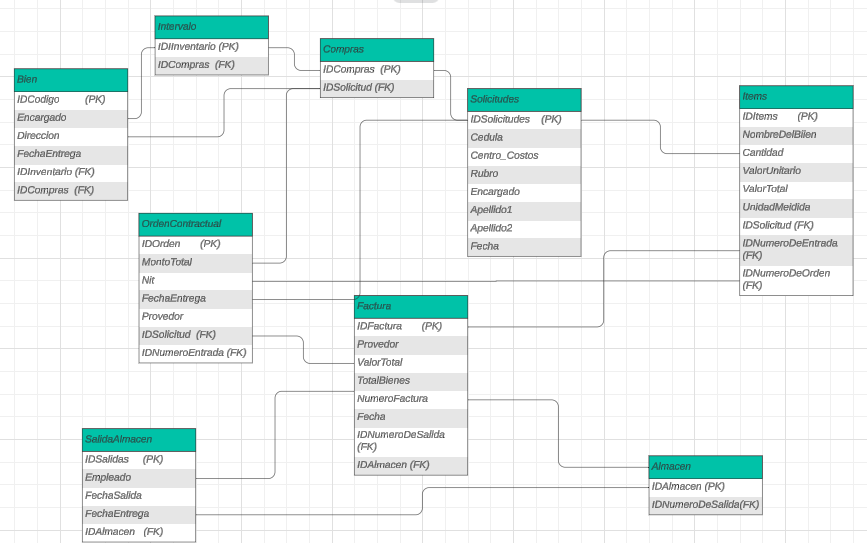 Intervalo
IDIInventario (PK)
IDCompras (FK)
Compras
IDCompras (PK)
IDSolicitud (FK)
Bien
IDCodigo (PK)
Encargado
Direccion
FechaEntrega
IDInventario (FK)
IDCompras (FK)
Solicitudes
IDSolicitudes (PK)
Cedula
Centro_Costos
Rubro
Encargado
Apellido1
Apellido2
Fecha
Items
IDItems (PK)
NombreDelBIien
Cantidad
ValorUnitario
ValorTotal
UnidadMeidida
IDSolicitud (FK)
IDNumeroDeEntrada
(FK)
IDNumeroDeOrden
(FK)
OrdenContractual
IDOrden (PK)
MontoTotal
Nit
FechaEntrega
Provedor
IDSolicitud (FK)
IDNumeroEntrada (FK)
Factura
IDFactura (PK)
Provedor
ValorTotal
TotalBienes
NumeroFactura
Fecha
IDNumeroDeSalida
(FK)
IDAlmacen (FK)
SalidaAlmacen
IDSalidas (PK)
Empleado
FechaSalida
FechaEntrega
IDAlmacen (FK)
Almacen
IDAlmacen (PK)
IDNumeroDeSalida(FK)